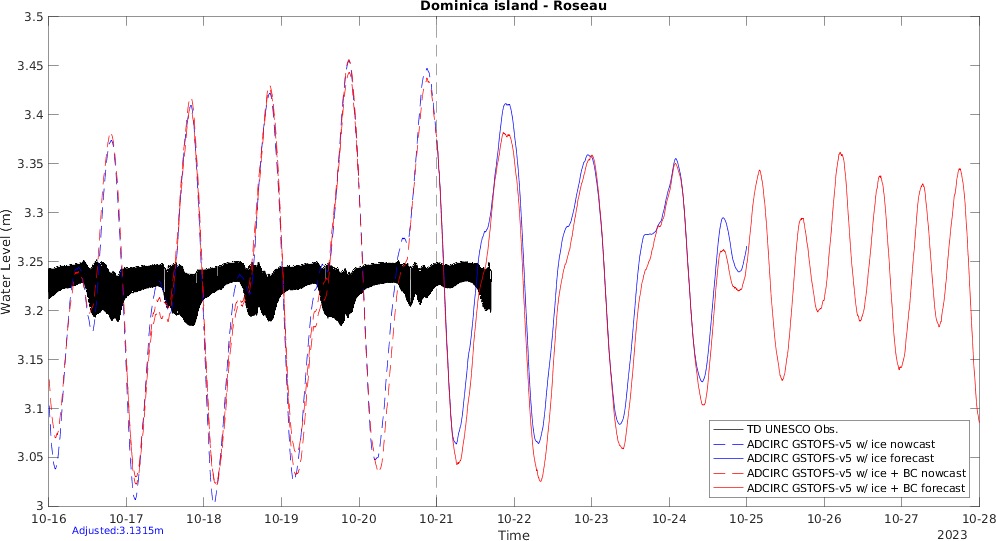 Dominica island - Roseau
3.5
3.45
3.4
3.35
3.3
3.25
3.2
3.15
3.1
3.05
3
Water Level (m)
TD UNESCO Obs.
ADCIRC GSTOFS-v5 w/ ice nowcast
ADCIRC GSTOFS-v5 w/ ice forecast
ADCIRC GSTOFS-v5 w/ ice + BC nowcast
ADCIRC GSTOFS-v5 w/ ice + BC forecast
10-16 10-17 10-18 10-19 10-20 10-21 10-22 10-23 10-24 10-25 10-26 10-27 10-28
Adjusted:3.1315m
Time
2023